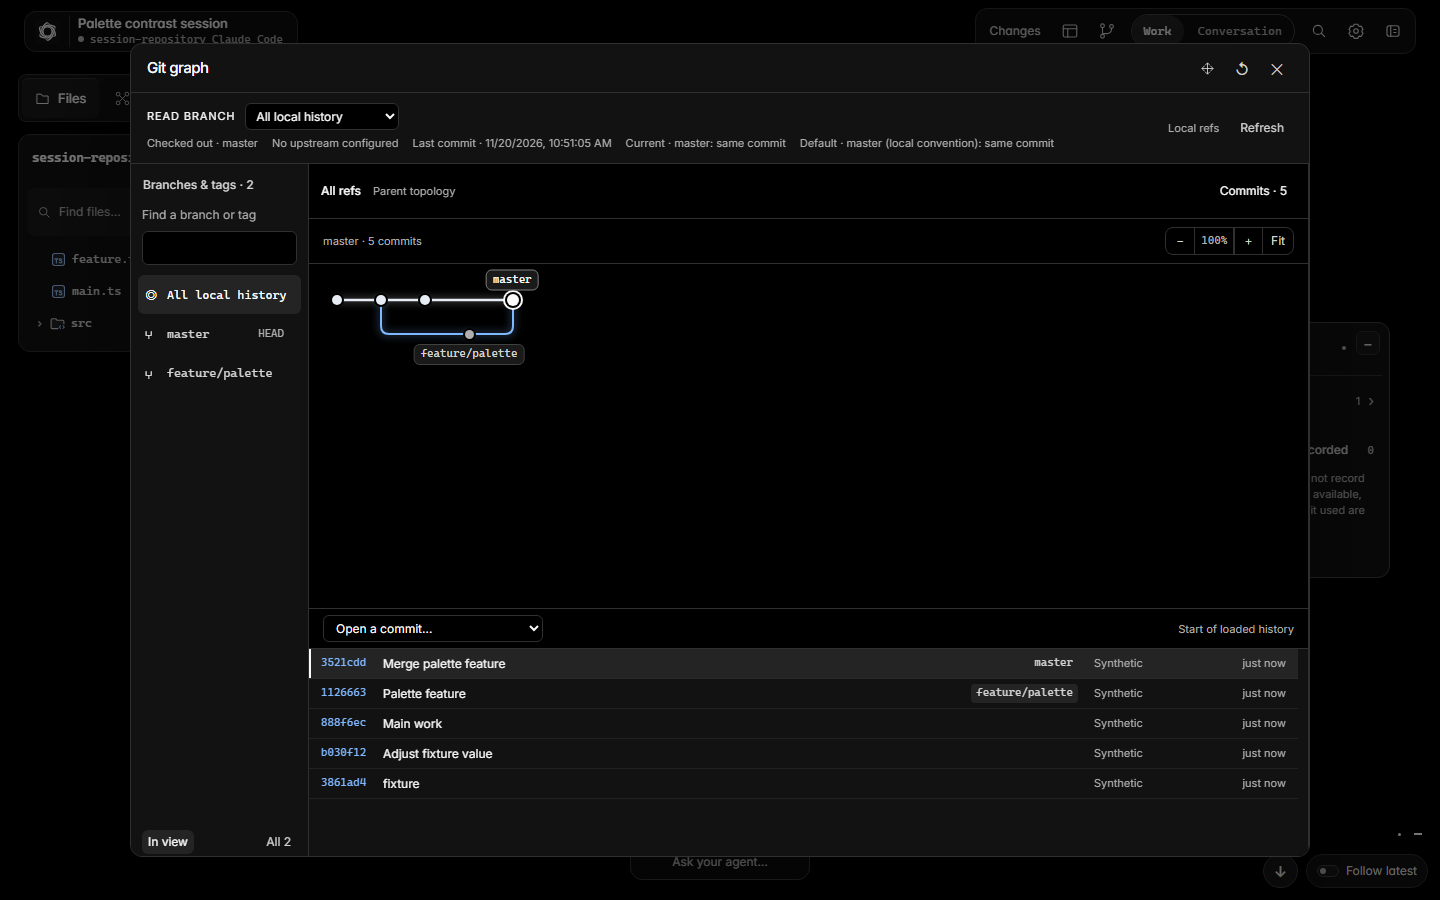 Palette contrast session
session-repository Claude Code
Changes
Work
Conversation
Files
session-reposi
Find files...
feature.
main.ts
src
Git graph
READ BRANCH
All local history
Local refs
Refresh
Checked out · master
No upstream configured
Last commit · 11/20/2026, 10:51:05 AM
Current · master: same commit
Default · master (local convention): same commit
Branches & tags · 2
Find a branch or tag
All local history
master
HEAD
feature/palette
In view
All 2
All refs
Parent topology
Commits · 5
master · 5 commits
−
100%
+
Fit
master
feature/palette
Open a commit...
Start of loaded history
3521cdd Merge palette feature master Synthetic just now
1126663 Palette feature feature/palette Synthetic just now
888f6ec Main work Synthetic just now
b030f12 Adjust fixture value Synthetic just now
3861ad4 fixture Synthetic just now
1
corded 0
not record
available,
it used are
Ask your agent...
Follow latest